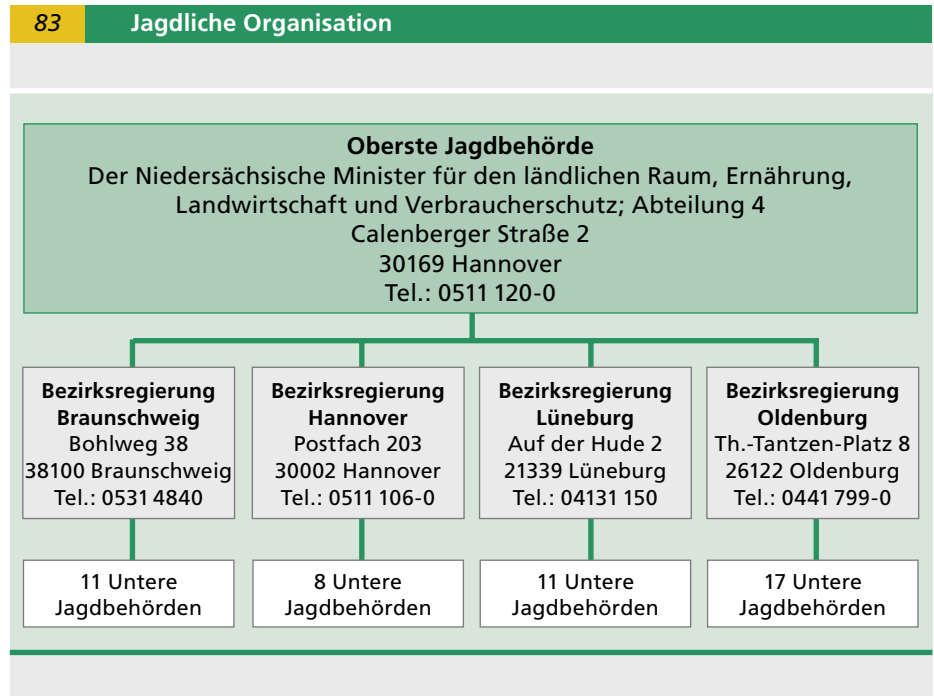 83 Jagdliche Organisation
Oberste Jagdbehörde
Der Niedersächsische Minister für den ländlichen Raum, Ernährung,
Landwirtschaft und Verbraucherschutz; Abteilung 4
Calenberger Straße 2
30169 Hannover
Tel.: 0511 120-0
Bezirksregierung
Braunschweig
Bohlweg 38
38100 Braunschweig
Tel.: 0531 4840
Bezirksregierung
Hannover
Postfach 203
30002 Hannover
Tel.: 0511 106-0
Bezirksregierung
Lüneburg
Auf der Hude 2
21339 Lüneburg
Tel.: 04131 150
Bezirksregierung
Oldenburg
Th.-Tantzen-Platz 8
26122 Oldenburg
Tel.: 0441 799-0
11 Untere
Jagdbehörden
8 Untere
Jagdbehörden
11 Untere
Jagdbehörden
17 Untere
Jagdbehörden